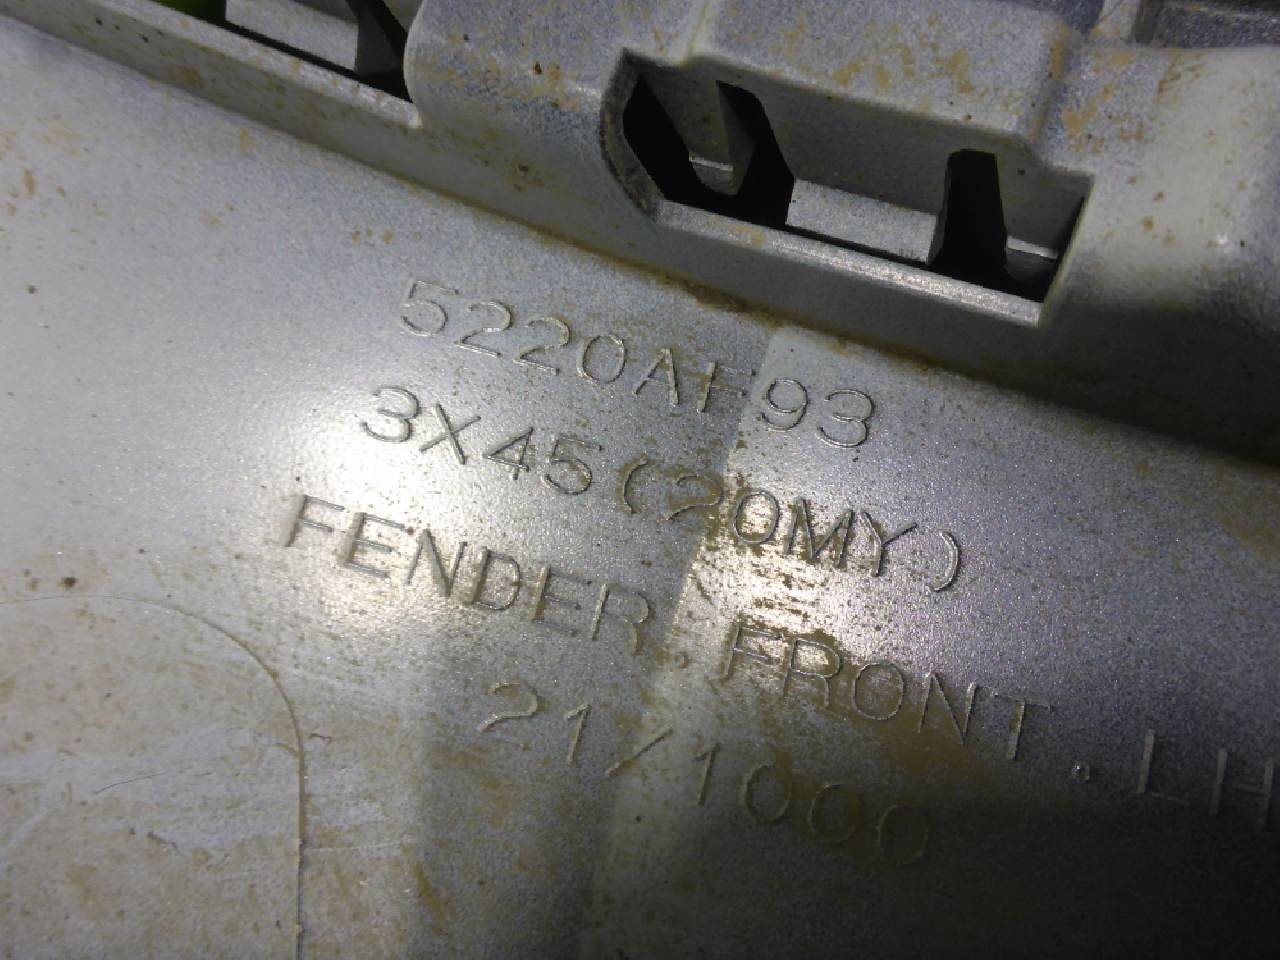 5220AF93
3X45(20MY)
FENDER.FRONT.LH
21/1000